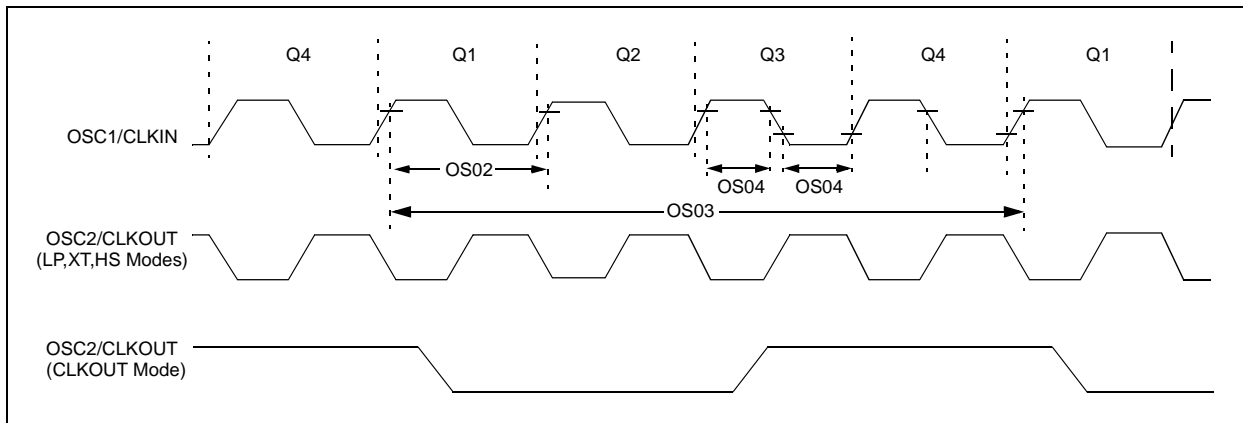 Q4 Q1 Q2 Q3 Q4 Q1
OSC1/CLKIN
OS02
OS04 OS04
OS03
OSC2/CLKOUT
(LP,XT,HS Modes)
OSC2/CLKOUT
(CLKOUT Mode)